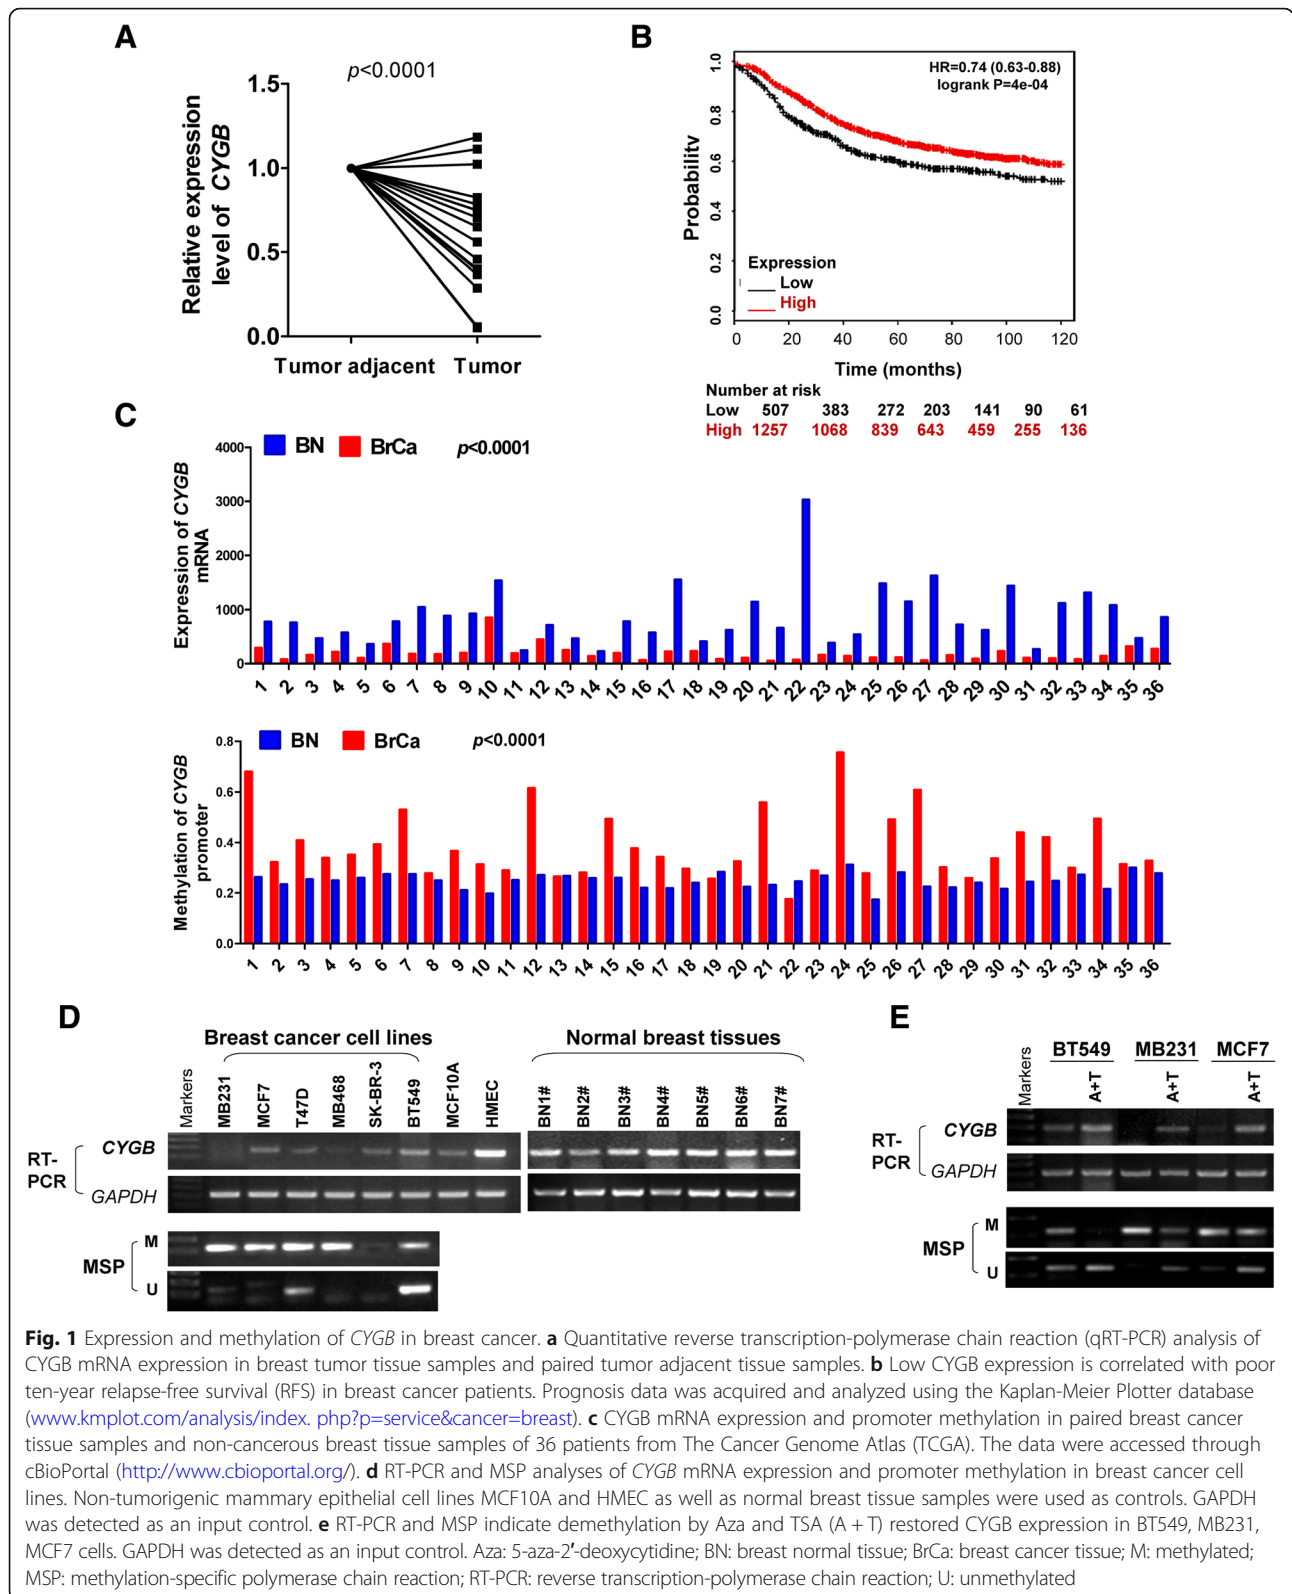 A
p<0.0001
Relative expression
level of CYGB
1.5
1.0
0.5
0.0
Tumor adjacent Tumor
B
HR=0.74 (0.63-0.88)
logrank P=4e-04
Probability
1.0
0.8
0.6
0.4
0.2
0.0
Expression
Low
High
0 20 40 60 80 100 120
Time (months)
Number at risk
Low 507 383 272 203 141 90 61
High 1257 1068 839 643 459 255 136
C
BN BrCa p<0.0001
Expression of CYGB
mRNA
4000
3000
2000
1000
0
1 2 3 4 5 6 7 8 9 10 11 12 13 14 15 16 17 18 19 20 21 22 23 24 25 26 27 28 29 30 31 32 33 34 35 36
BN BrCa p<0.0001
Methylation of CYGB
promoter
0.8
0.6
0.4
0.2
0.0
1 2 3 4 5 6 7 8 9 10 11 12 13 14 15 16 17 18 19 20 21 22 23 24 25 26 27 28 29 30 31 32 33 34 35 36
D
Breast cancer cell lines Normal breast tissues
Markers MB231 MCF7 T47D MB468 SK-BR-3 BT549 MCF10A HMEC BN1# BN2# BN3# BN4# BN5# BN6# BN7#
RT-
PCR
CYGB
GAPDH
MSP
M
U
E
BT549 MB231 MCF7
Markers A+T A+T A+T
RT-
PCR
CYGB
GAPDH
MSP
M
U
Fig. 1 Expression and methylation of CYGB in breast cancer. a Quantitative reverse transcription-polymerase chain reaction (qRT-PCR) analysis of
CYGB mRNA expression in breast tumor tissue samples and paired tumor adjacent tissue samples. b Low CYGB expression is correlated with poor
ten-year relapse-free survival (RFS) in breast cancer patients. Prognosis data was acquired and analyzed using the Kaplan-Meier Plotter database
(www.kmplot.com/analysis/index. php?p=service&cancer=breast). c CYGB mRNA expression and promoter methylation in paired breast cancer
tissue samples and non-cancerous breast tissue samples of 36 patients from The Cancer Genome Atlas (TCGA). The data were accessed through
cBioPortal (http://www.cbioportal.org/). d RT-PCR and MSP analyses of CYGB mRNA expression and promoter methylation in breast cancer cell
lines. Non-tumorigenic mammary epithelial cell lines MCF10A and HMEC as well as normal breast tissue samples were used as controls. GAPDH
was detected as an input control. e RT-PCR and MSP indicate demethylation by Aza and TSA (A + T) restored CYGB expression in BT549, MB231,
MCF7 cells. GAPDH was detected as an input control. Aza: 5-aza-2′-deoxycytidine; BN: breast normal tissue; BrCa: breast cancer tissue; M: methylated;
MSP: methylation-specific polymerase chain reaction; RT-PCR: reverse transcription-polymerase chain reaction; U: unmethylated